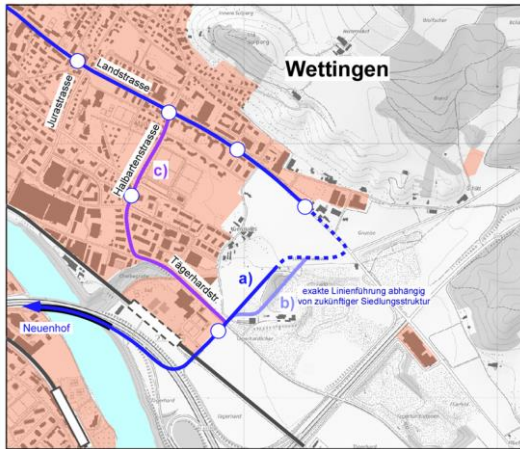 Wettingen
Landstrasse
Jurastrasse
Halbartenstrasse
c)
Tägerhardstr
a)
b)
exakte Linienführung abhängig
von zukünftiger Siedlungsstruktur
Neuenhof